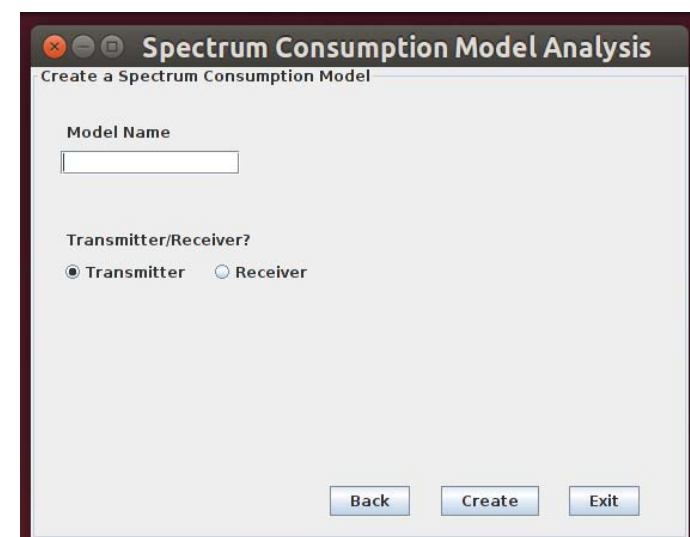 Spectrum Consumption Model Analysis
Create a Spectrum Consumption Model
Model Name
Transmitter/Receiver?
Transmitter Receiver
Back Create Exit